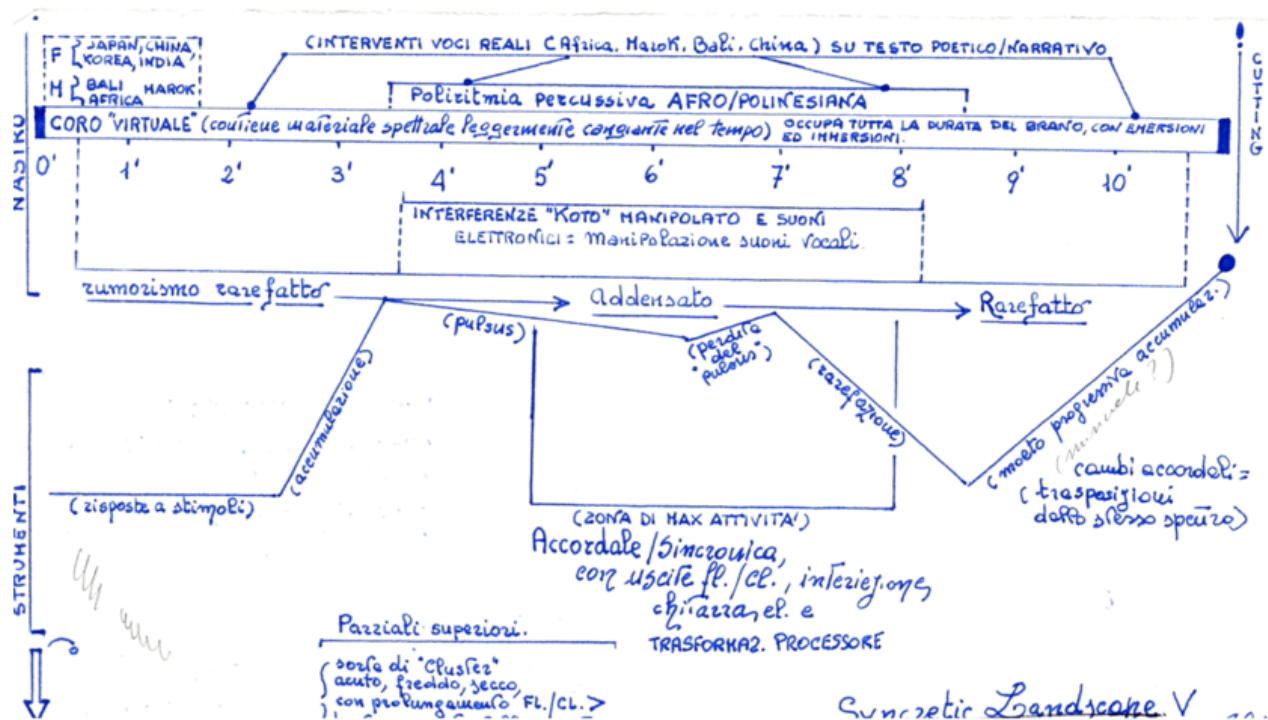 F { JAPAN, CHINA,
KOREA, INDIA
H { BALI MAROK
AFRICA
(INTERVENTI VOCI REALI (Africa, Marok, Bali, China) SU TESTO POETICO/NARRATIVO
Poliritmia percussiva AFRO/POLINESIANA
CORO "VIRTUALE" (contiene materiale spettrale leggermente cangiante nel tempo) OCCUPA TUTTA LA DURATA DEL BRANO, CON EMERSIONI
ED IMMERSIONI.
0' 1' 2' 3' 4' 5' 6' 7' 8' 9' 10'
NASTRO
CUTTING
INTERFERENZE "KOTO" MANIPOLATO E SUONI
ELETTRONICI = Manipolazione suoni vocali.
rumorismo rarefatto
addensato
Rarefatto
(pulsus)
(perdita
del
"pulsus")
(accumulazione)
(rarefazione)
(molto progressiva accumulaz.)
(risposte a stimoli)
STRUMENTI
cambi accordali =
(trasposizioni
dello stesso spettro)
(ZONA DI MAX ATTIVITA')
Accordale/Sincronica,
con uscite fl./cl., interiezione
chitarra el. e
TRASFORMAZ. PROCESSORE
Parziali superiori.
sorta di "Cluster"
acuto, freddo, secco,
con prolungamento FL./CL. >
Syncretic Landscape V